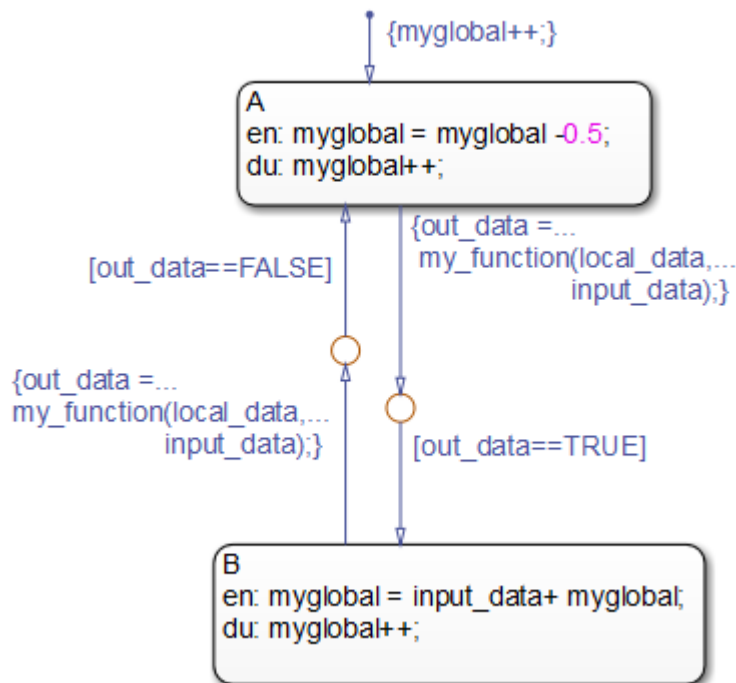 {myglobal++;}
A
en: myglobal = myglobal -0.5;
du: myglobal++;
[out_data==FALSE]
{out_data =...
my_function(local_data,...
input_data);}
{out_data =...
my_function(local_data,...
input_data);}
[out_data==TRUE]
B
en: myglobal = input_data+ myglobal;
du: myglobal++;